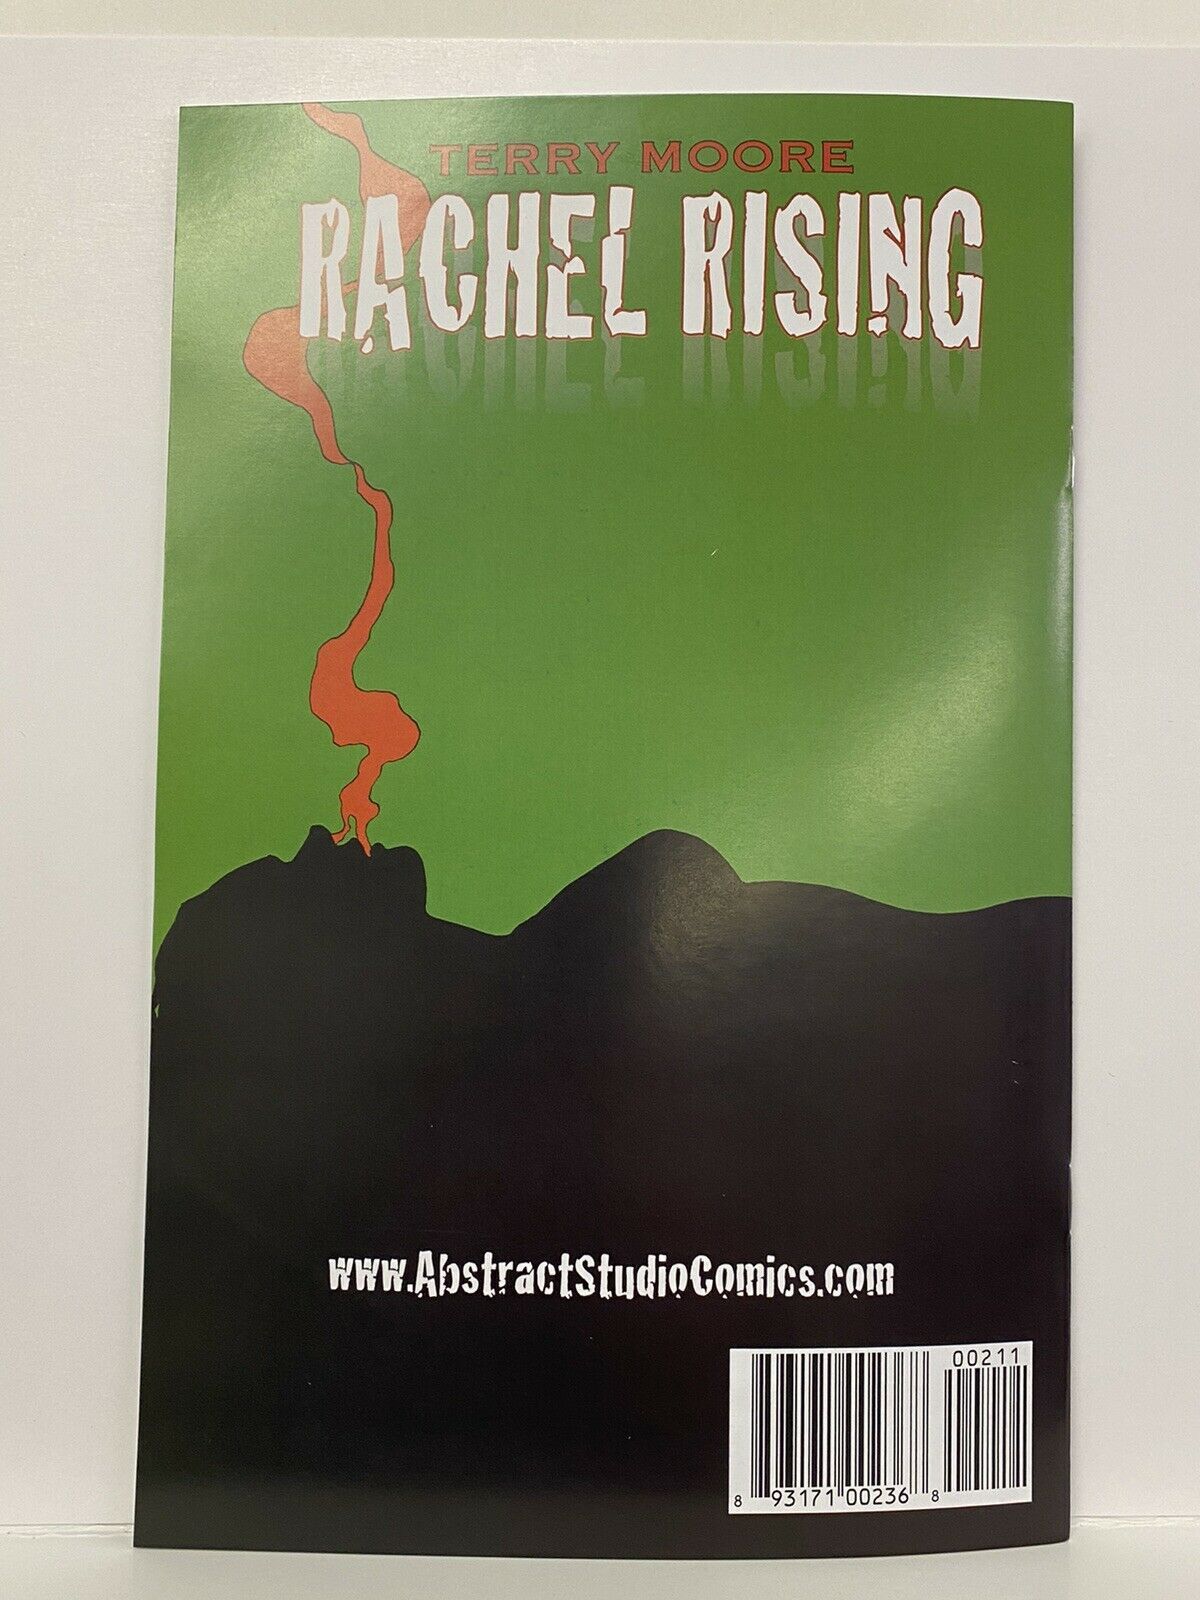 TERRY MOORE
RACHEL RISING
www.AbstractStudioComics.com
00211
8 93171 00236 8